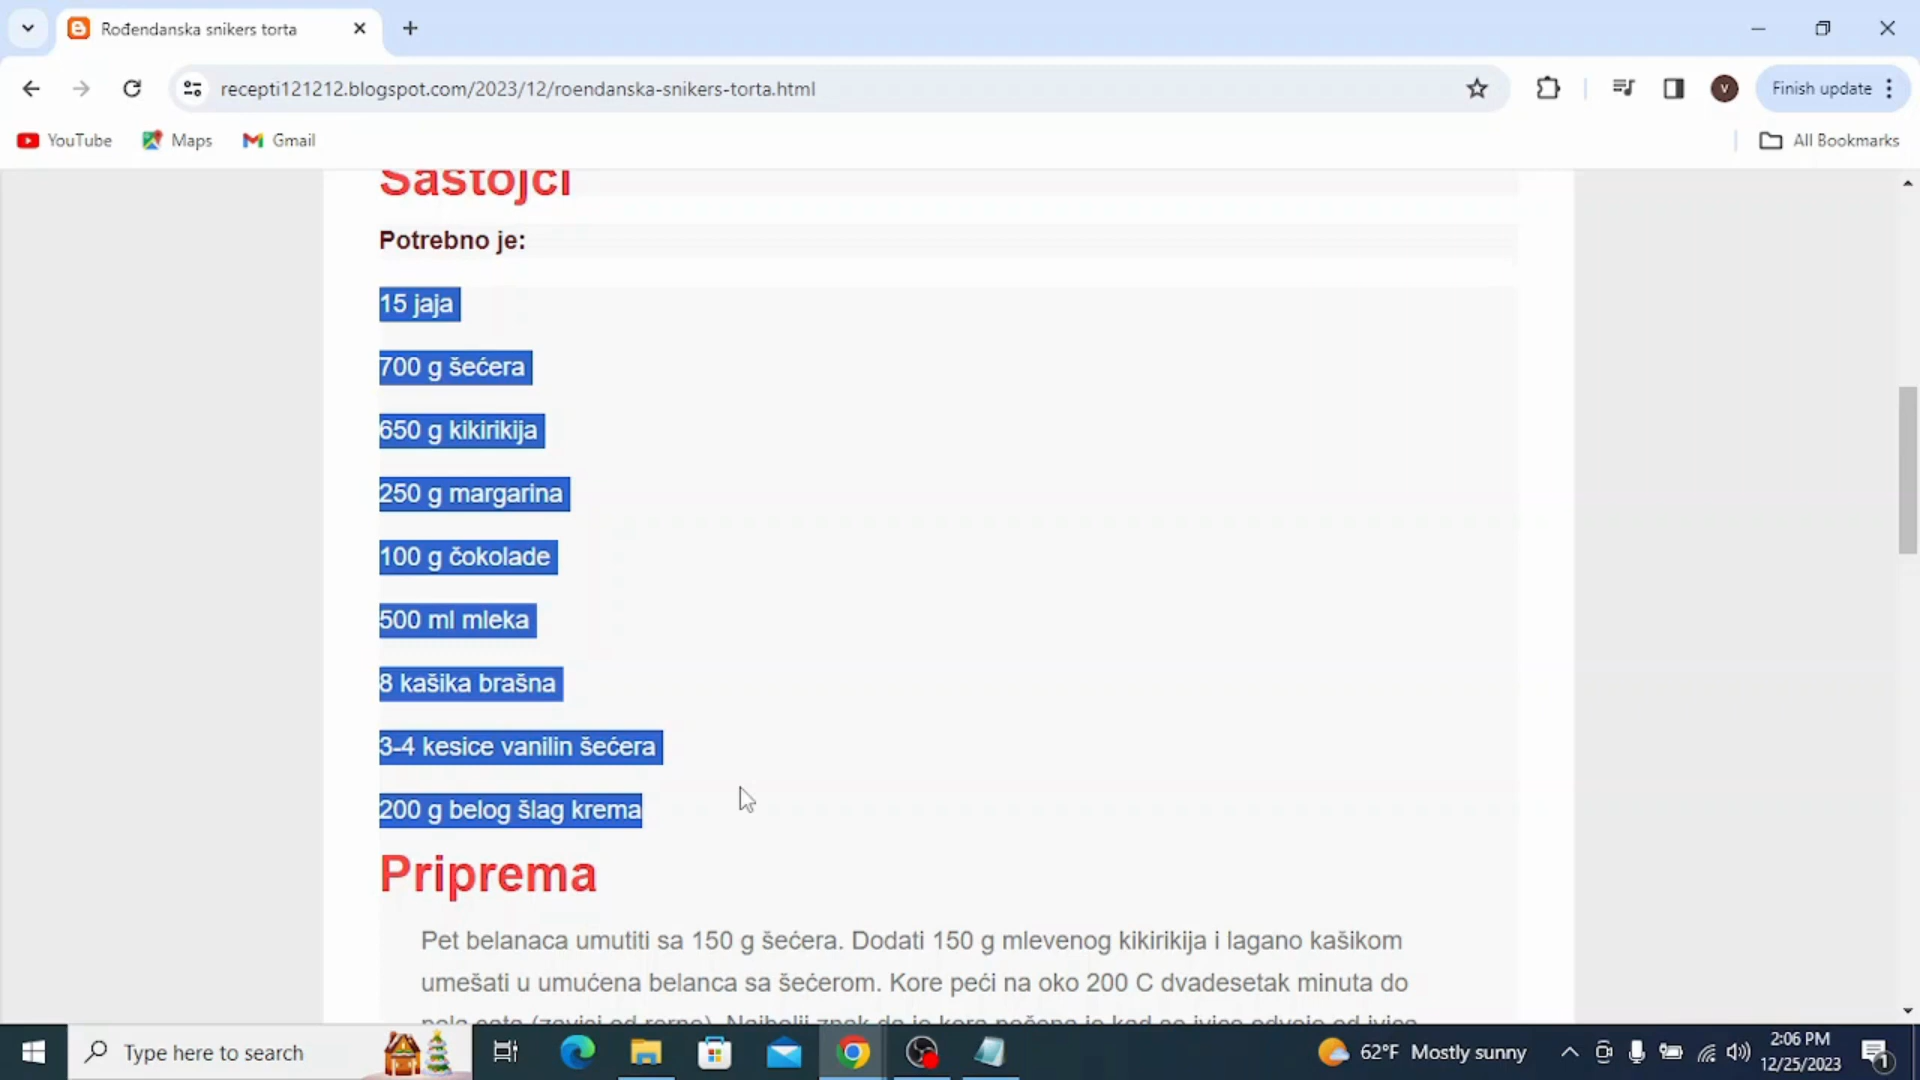 Rođendanska snikers torta
recepti121212.blogspot.com/2023/12/roendanska-snikers-torta.html
V
Finish update
YouTube
Maps
Gmail
All Bookmarks
Sastojci
Potrebno je:
15 jaja
700 g šećera
650 g kikirikija
250 g margarina
100 g čokolade
500 ml mleka
8 kašika brašna
3-4 kesice vanilin šećera
200 g belog šlag krema
Priprema
Pet belanaca umutiti sa 150 g šećera. Dodati 150 g mlevenog kikirikija i lagano kašikom
umešati u umućena belanca sa šećerom. Kore peći na oko 200 C dvadesetak minuta do
Type here to search
62°F Mostly sunny
2:06 PM
12/25/2023
1